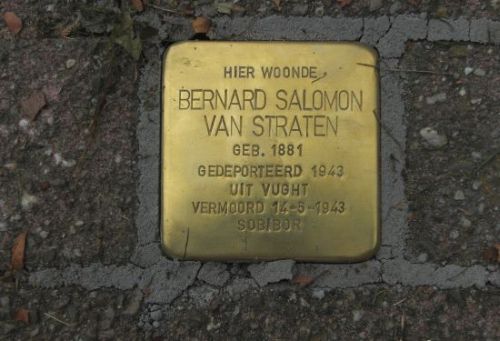 HIER WOONDE
BERNARD SALOMON
VAN STRATEN
GEB. 1881
GEDEPORTEERD 1943
UIT VUGHT
VERMOORD 14-5-1943
SOBIBOR